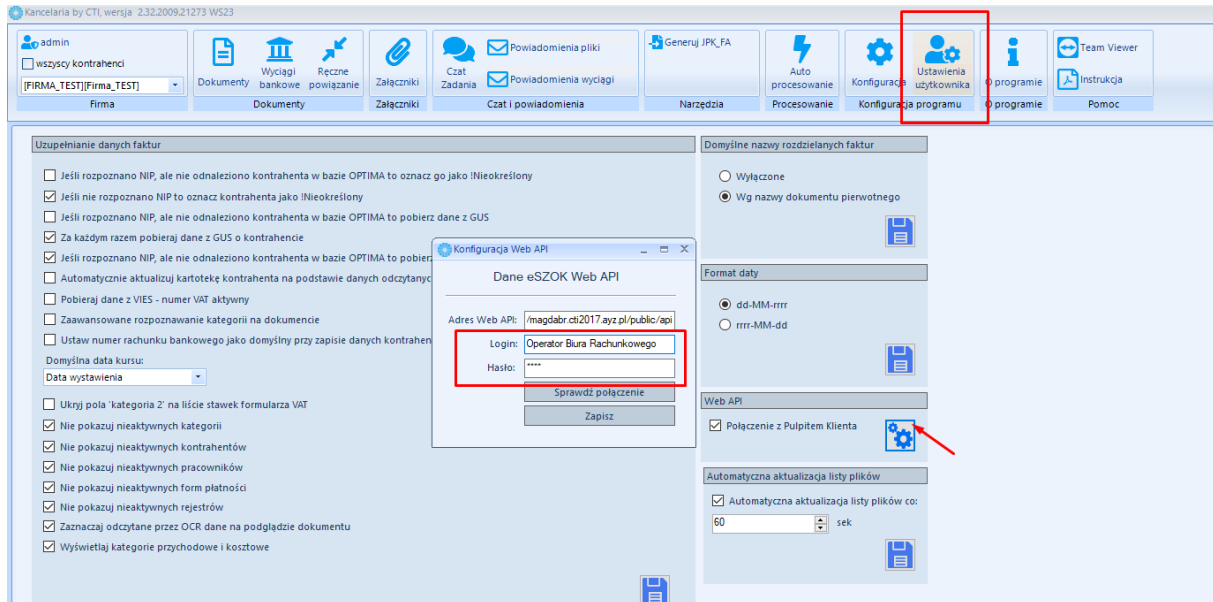 Kancelaria by CTI, wersja 2.32.2009.21273 WS23
admin
wszyscy kontrahenci
[FIRMA_TEST][Firma_TEST]
Firma
Dokumenty
Wyciągi bankowe
Ręczne powiązanie
Dokumenty
Załączniki
Załączniki
Czat Zadania
Powiadomienia pliki
Powiadomienia wyciągi
Czat i powiadomienia
Generuj JPK_FA
Narzędzia
Auto procesowanie
Procesowanie
Konfiguracja
Ustawienia użytkownika
Konfiguracja programu
O programie
O programie
Team Viewer
Instrukcja
Pomoc
Uzupełnianie danych faktur
Jeśli rozpoznano NIP, ale nie odnaleziono kontrahenta w bazie OPTIMA to oznacz go jako !Nieokreślony
Jeśli nie rozpoznano NIP to oznacz kontrahenta jako !Nieokreślony
Jeśli rozpoznano NIP, ale nie odnaleziono kontrahenta w bazie OPTIMA to pobierz dane z GUS
Za każdym razem pobieraj dane z GUS o kontrahencie
Jeśli rozpoznano NIP, ale nie odnaleziono kontrahenta w bazie OPTIMA to pobierz
Automatycznie aktualizuj kartotekę kontrahenta na podstawie danych odczytanyc
Pobieraj dane z VIES - numer VAT aktywny
Zaawansowane rozpoznawanie kategorii na dokumencie
Ustaw numer rachunku bankowego jako domyślny przy zapisie danych kontrahen
Domyślna data kursu:
Data wystawienia
Ukryj pola 'kategoria 2' na liście stawek formularza VAT
Nie pokazuj nieaktywnych kategorii
Nie pokazuj nieaktywnych kontrahentów
Nie pokazuj nieaktywnych pracowników
Nie pokazuj nieaktywnych form płatności
Nie pokazuj nieaktywnych rejestrów
Zaznaczaj odczytane przez OCR dane na podglądzie dokumentu
Wyświetlaj kategorie przychodowe i kosztowe
Konfiguracja Web API
Dane eSZOK Web API
Adres Web API: /magdabr.cti2017.ayz.pl/public/api
Login: Operator Biura Rachunkowego
Hasło: ****
Sprawdź połączenie
Zapisz
Domyślne nazwy rozdzielanych faktur
Wyłączone
Wg nazwy dokumentu pierwotnego
Format daty
dd-MM-rrrr
rrrr-MM-dd
Web API
Połączenie z Pulpitem Klienta
Automatyczna aktualizacja listy plików
Automatyczna aktualizacja listy plików co:
60 sek